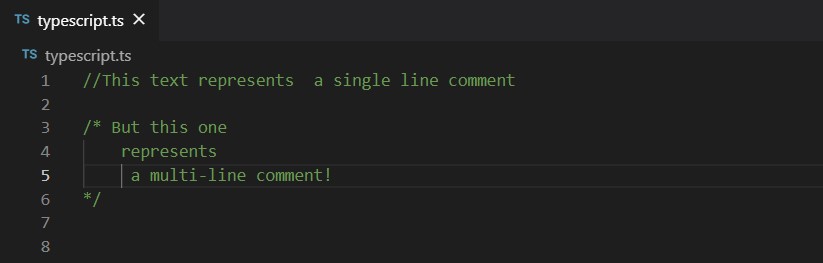 TS typescript.ts ×
TS typescript.ts
1 //This text represents  a single line comment
2
3 /* But this one
4 represents
5 a multi-line comment!
6 */
7
8